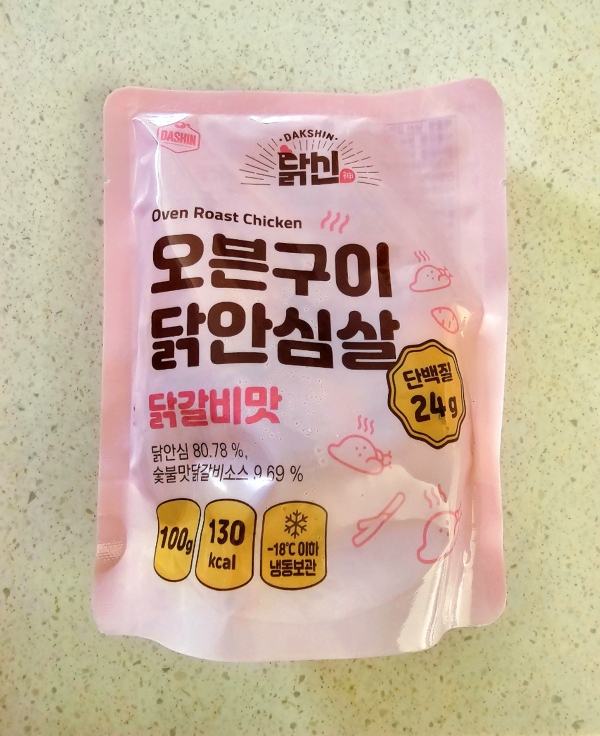 DASHIN
·DAKSHIN·
닭신
Oven Roast Chicken
오븐구이
닭안심살
단백질
24g
닭갈비맛
닭안심 80.78 %,
숯불맛닭갈비소스 9.69 %
100g
130
kcal
-18℃ 이하
냉동보관